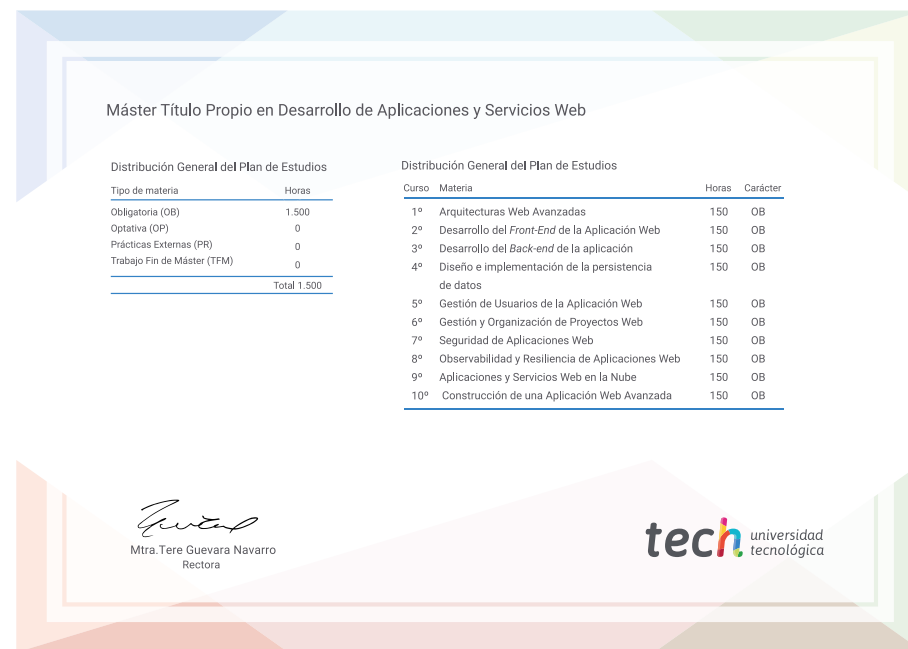 Máster Título Propio en Desarrollo de Aplicaciones y Servicios Web
Distribución General del Plan de Estudios
Tipo de materia Horas
Obligatoria (OB) 1.500
Optativa (OP) 0
Prácticas Externas (PR) 0
Trabajo Fin de Máster (TFM) 0
Total 1.500
Distribución General del Plan de Estudios
Curso Materia Horas Carácter
1º Arquitecturas Web Avanzadas 150 OB
2º Desarrollo del Front-End de la Aplicación Web 150 OB
3º Desarrollo del Back-end de la aplicación 150 OB
4º Diseño e implementación de la persistencia 150 OB
de datos
5º Gestión de Usuarios de la Aplicación Web 150 OB
6º Gestión y Organización de Proyectos Web 150 OB
7º Seguridad de Aplicaciones Web 150 OB
8º Observabilidad y Resiliencia de Aplicaciones Web 150 OB
9º Aplicaciones y Servicios Web en la Nube 150 OB
10º Construcción de una Aplicación Web Avanzada 150 OB
Mtra.Tere Guevara Navarro
Rectora
tech universidad
tecnológica